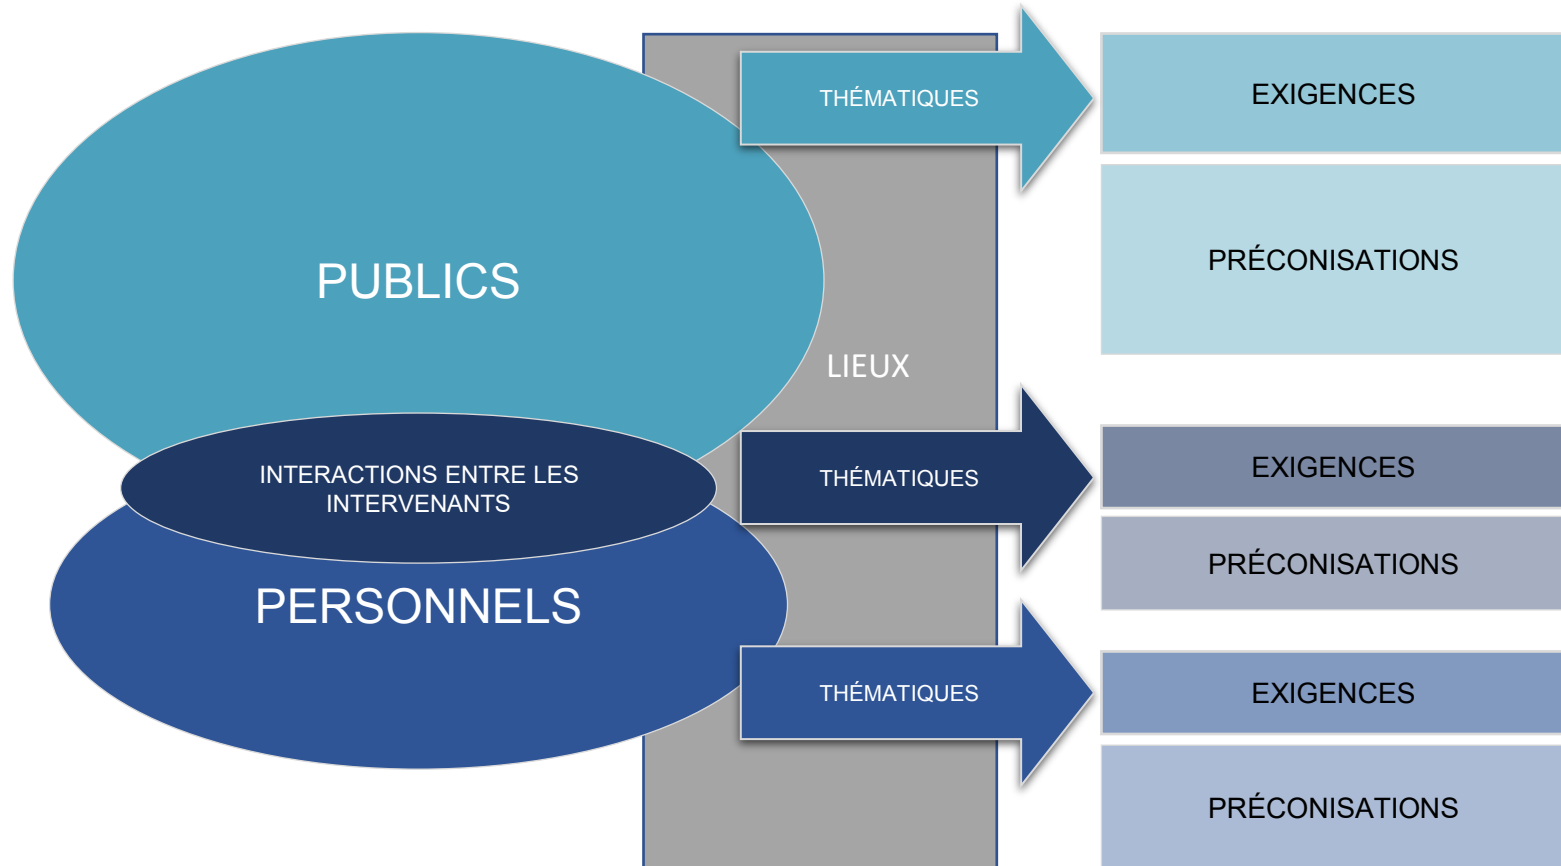 THÉMATIQUES
EXIGENCES
PRÉCONISATIONS
PUBLICS
LIEUX
INTERACTIONS ENTRE LES
INTERVENANTS
THÉMATIQUES
EXIGENCES
PRÉCONISATIONS
PERSONNELS
THÉMATIQUES
EXIGENCES
PRÉCONISATIONS